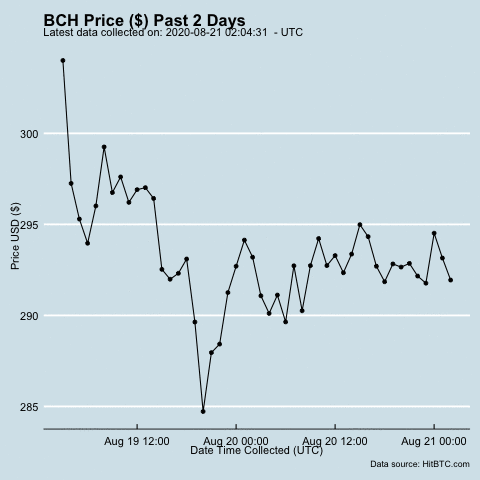 BCH Price ($) Past 2 Days
Latest data collected on: 2020-08-21 02:04:31  - UTC
300
295
290
285
Price USD ($)
Aug 19 12:00 Aug 20 00:00 Aug 20 12:00 Aug 21 00:00
Date Time Collected (UTC)
Data source: HitBTC.com